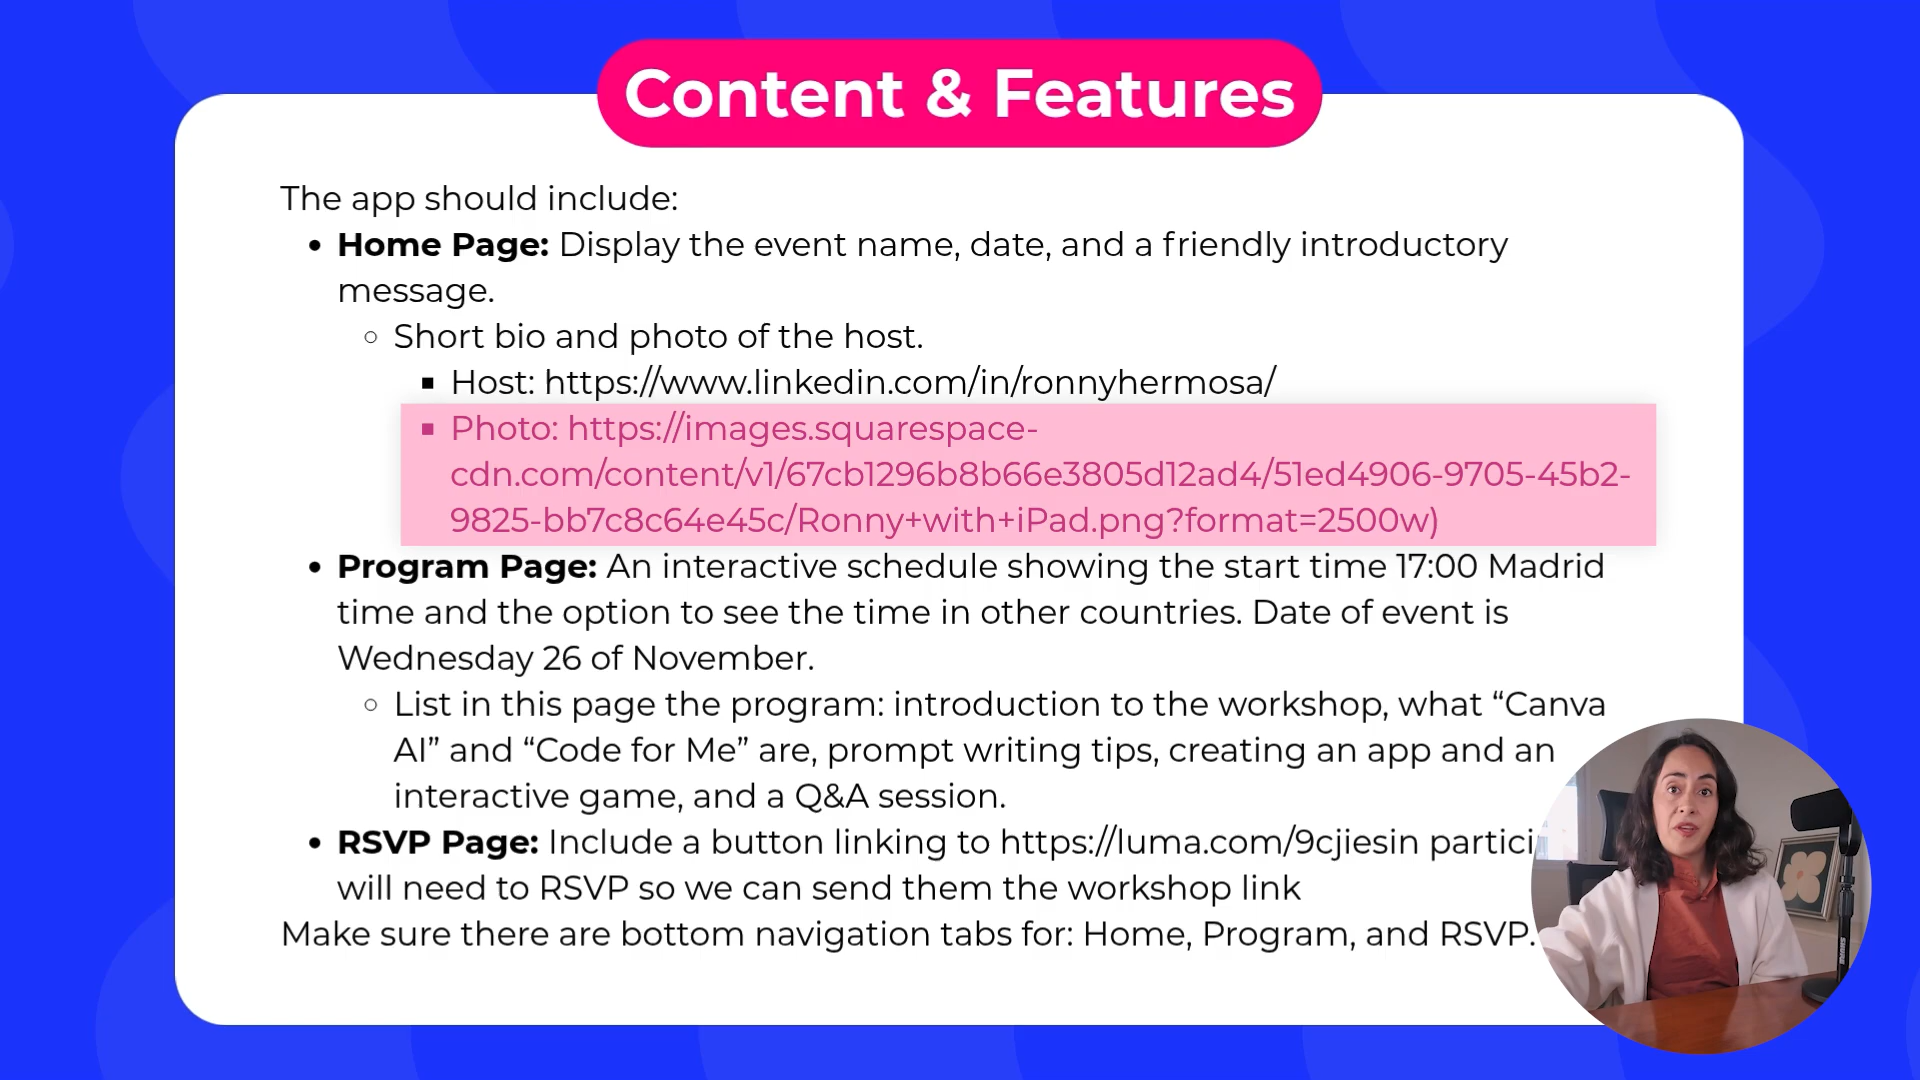 Content & Features
The app should include:
• Home Page: Display the event name, date, and a friendly introductory
message.
○ Short bio and photo of the host.
▪ Host: https://www.linkedin.com/in/ronnyhermosa/
▪ Photo: https://images.squarespace-
cdn.com/content/v1/67cb1296b8b66e3805d12ad4/51ed4906-9705-45b2-
9825-bb7c8c64e45c/Ronny+with+iPad.png?format=2500w)
• Program Page: An interactive schedule showing the start time 17:00 Madrid
time and the option to see the time in other countries. Date of event is
Wednesday 26 of November.
○ List in this page the program: introduction to the workshop, what “Canva
AI” and “Code for Me” are, prompt writing tips, creating an app and an
interactive game, and a Q&A session.
• RSVP Page: Include a button linking to https://luma.com/9cjiesin
will need to RSVP so we can send them the workshop link
Make sure there are bottom navigation tabs for: Home, Program, and RSVP.
SHURE